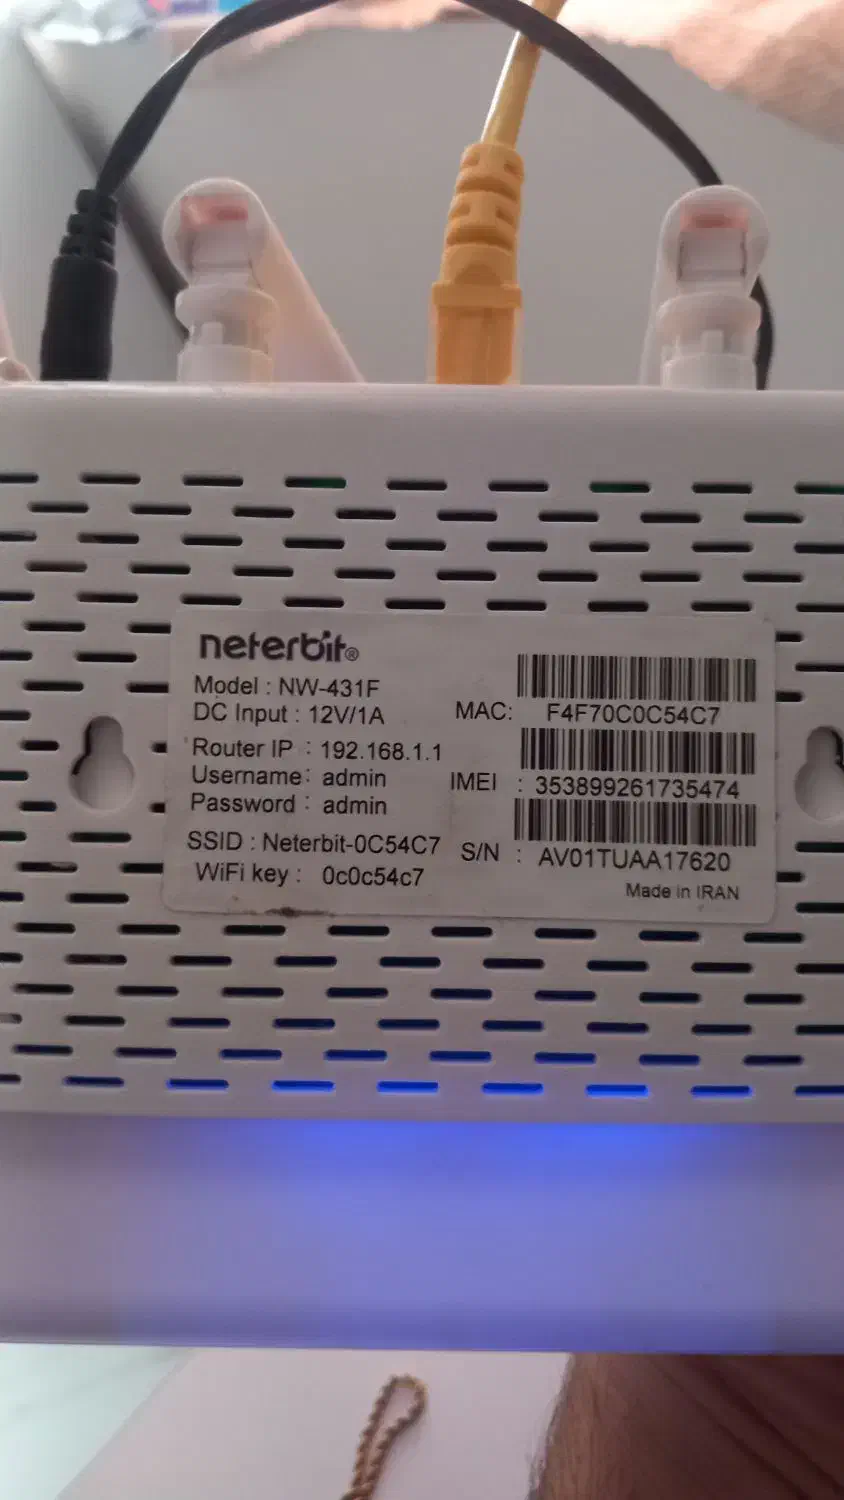 neterbit®
Model : NW-431F
DC Input : 12V/1A
Router IP : 192.168.1.1
Username: admin
Password : admin
SSID : Neterbit-0C54C7
WiFi key : 0c0c54c7
MAC: F4F70C0C54C7
IMEI : 353899261735474
S/N : AV01TUAA17620
Made in IRAN